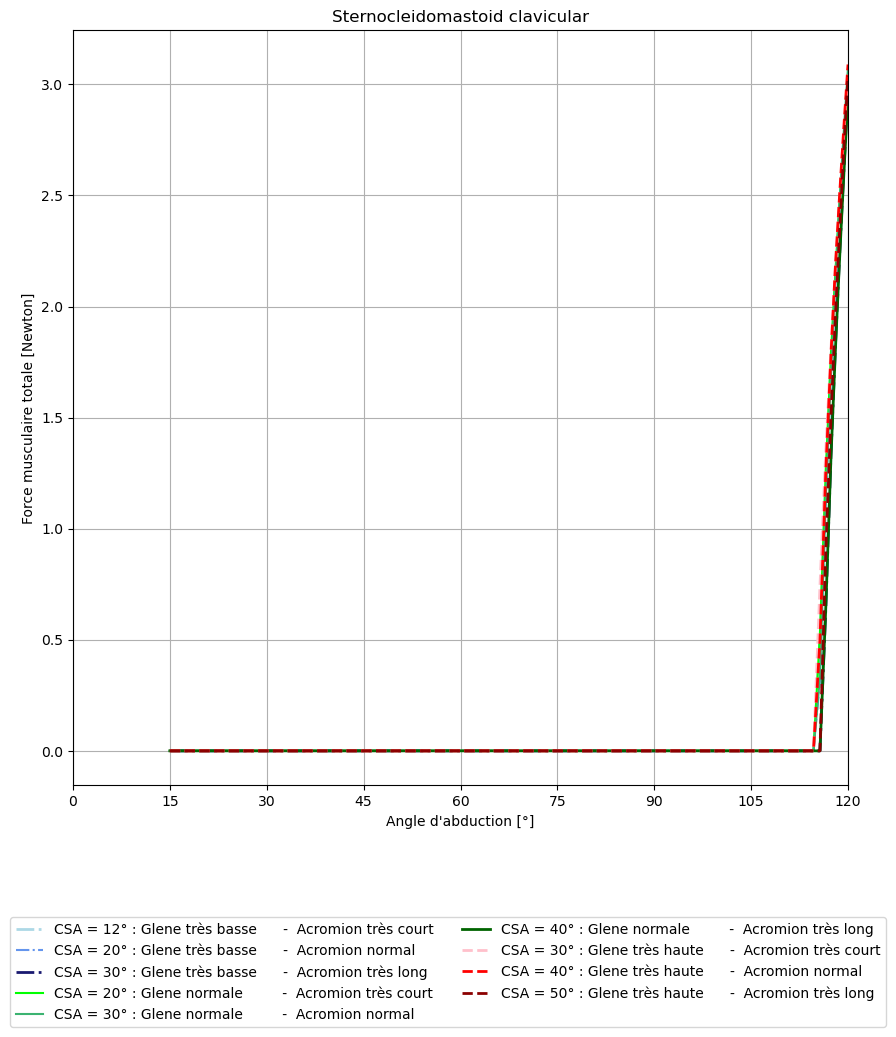 Sternocleidomastoid clavicular
3.0
2.5
2.0
1.5
1.0
0.5
0.0
Force musculaire totale [Newton]
0 15 30 45 60 75 90 105 120
Angle d'abduction [°]
CSA = 12° : Glene très basse - Acromion très court
CSA = 20° : Glene très basse - Acromion normal
CSA = 30° : Glene très basse - Acromion très long
CSA = 20° : Glene normale - Acromion très court
CSA = 30° : Glene normale - Acromion normal
CSA = 40° : Glene normale - Acromion très long
CSA = 30° : Glene très haute - Acromion très court
CSA = 40° : Glene très haute - Acromion normal
CSA = 50° : Glene très haute - Acromion très long